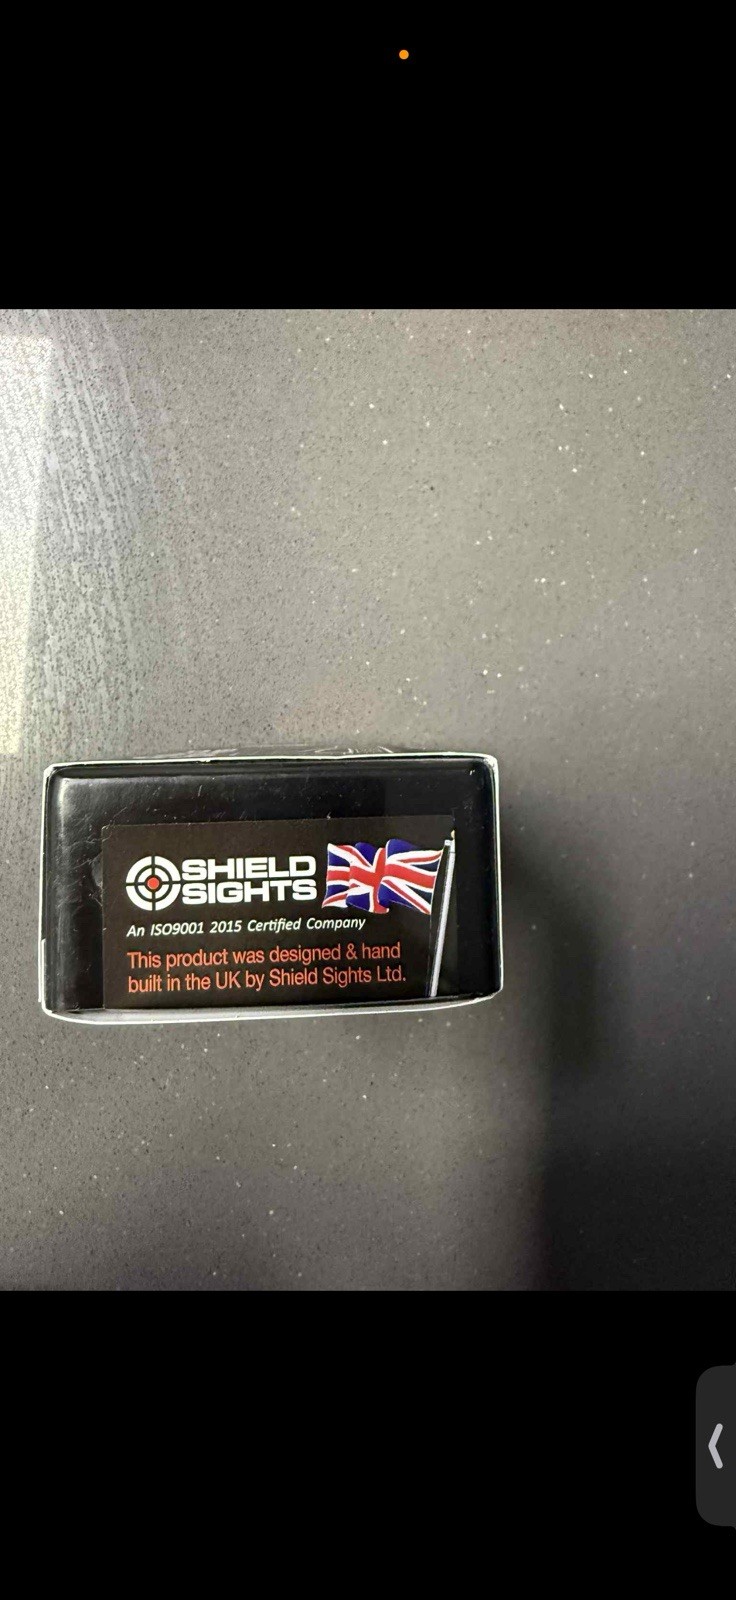 SHIELD
SIGHTS
An ISO9001 2015 Certified Company
This product was designed & hand
built in the UK by Shield Sights Ltd.